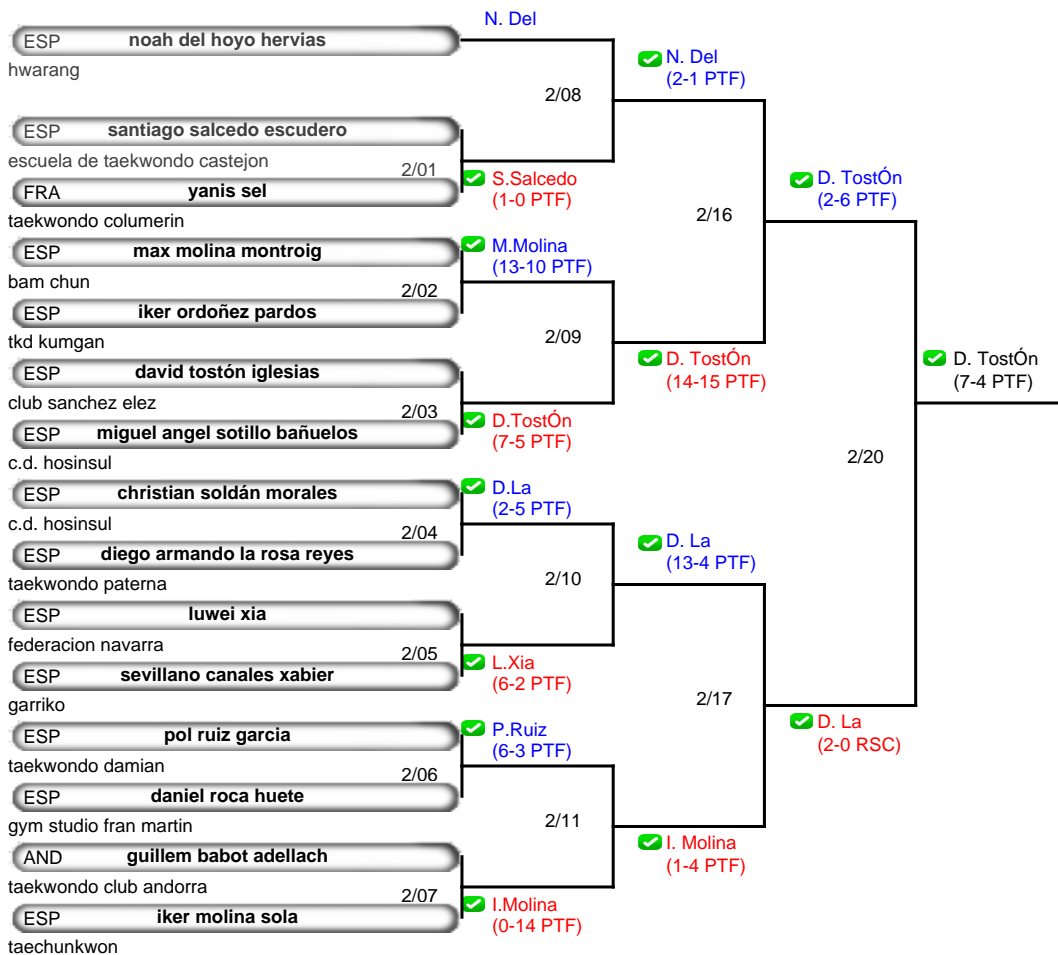 N. Del
ESP noah del hoyo hervias
hwarang
N. Del
(2-1 PTF)
2/08
ESP santiago salcedo escudero
escuela de taekwondo castejon
2/01
FRA yanis sel
taekwondo columerin
S.Salcedo
(1-0 PTF)
D. TostÓn
(2-6 PTF)
2/16
ESP max molina montroig
bam chun
M.Molina
(13-10 PTF)
2/02
ESP iker ordoñez pardos
tkd kumgan
2/09
D. TostÓn
(14-15 PTF)
D. TostÓn
(7-4 PTF)
ESP david tostón iglesias
club sanchez elez
2/03
ESP miguel angel sotillo bañuelos
c.d. hosinsul
D.TostÓn
(7-5 PTF)
2/20
ESP christian soldán morales
c.d. hosinsul
D.La
(2-5 PTF)
2/04
ESP diego armando la rosa reyes
taekwondo paterna
D. La
(13-4 PTF)
2/10
ESP luwei xia
federacion navarra
2/05
ESP sevillano canales xabier
garriko
L.Xia
(6-2 PTF)
2/17
D. La
(2-0 RSC)
ESP pol ruiz garcia
taekwondo damian
P.Ruiz
(6-3 PTF)
2/06
ESP daniel roca huete
gym studio fran martin
2/11
I. Molina
(1-4 PTF)
AND guillem babot adellach
taekwondo club andorra
2/07
ESP iker molina sola
taechunkwon
I.Molina
(0-14 PTF)